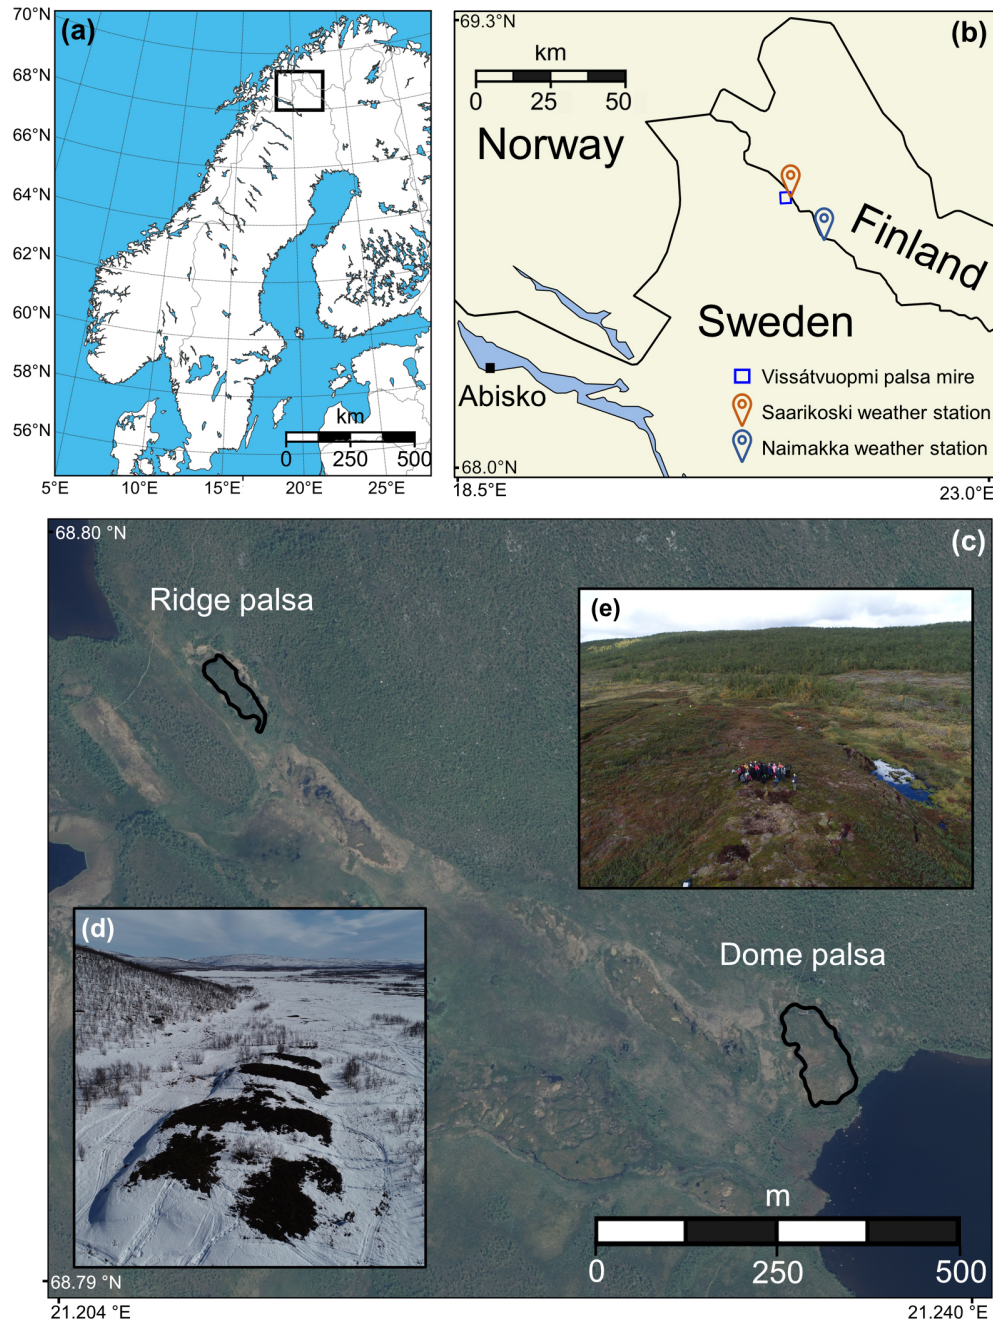 (a)
70°N
68°N
66°N
64°N
62°N
60°N
58°N
56°N
5°E
10°E
15°E
20°E
25°E
km
0
250
500
(b)
69.3°N
km
0
25
50
Norway
Finland
Sweden
Abisko
Vissátvuopmi palsa mire
Saarikoski weather station
Naimakka weather station
68.0°N
18.5°E
23.0°E
(c)
68.80 °N
Ridge palsa
(e)
(d)
Dome palsa
m
0
250
500
68.79 °N
21.204 °E
21.240 °E